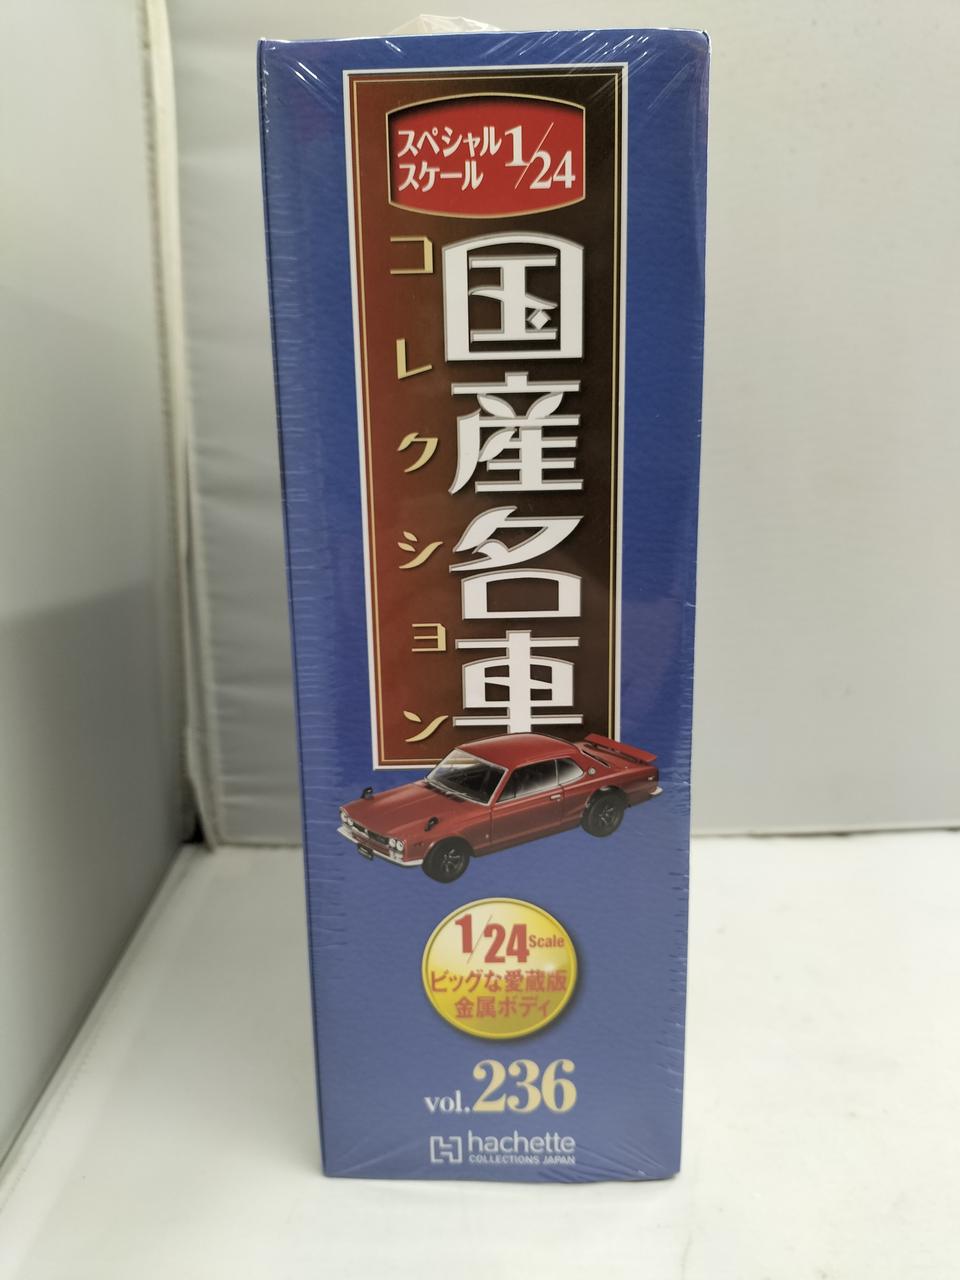 スペシャル
スケール
1/24
国産名車
コレクション
1/24 Scale
ビッグな愛蔵版
金属ボディ
vol.236
hachette
COLLECTIONS JAPAN